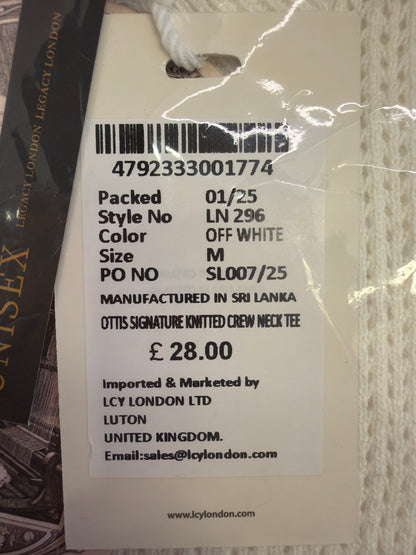 LEGACY LONDON LEGACY LONDON
UNISEX
4792333001774
Packed 01/25
Style No LN 296
Color OFF WHITE
Size M
PO NO SL007/25
MANUFACTURED IN SRI LANKA
OTTIS SIGNATURE KNITTED CREW NECK TEE
£ 28.00
Imported & Marketed by
LCY LONDON LTD
LUTON
UNITED KINGDOM.
Email:sales@lcylondon.com
www.lcylondon.com